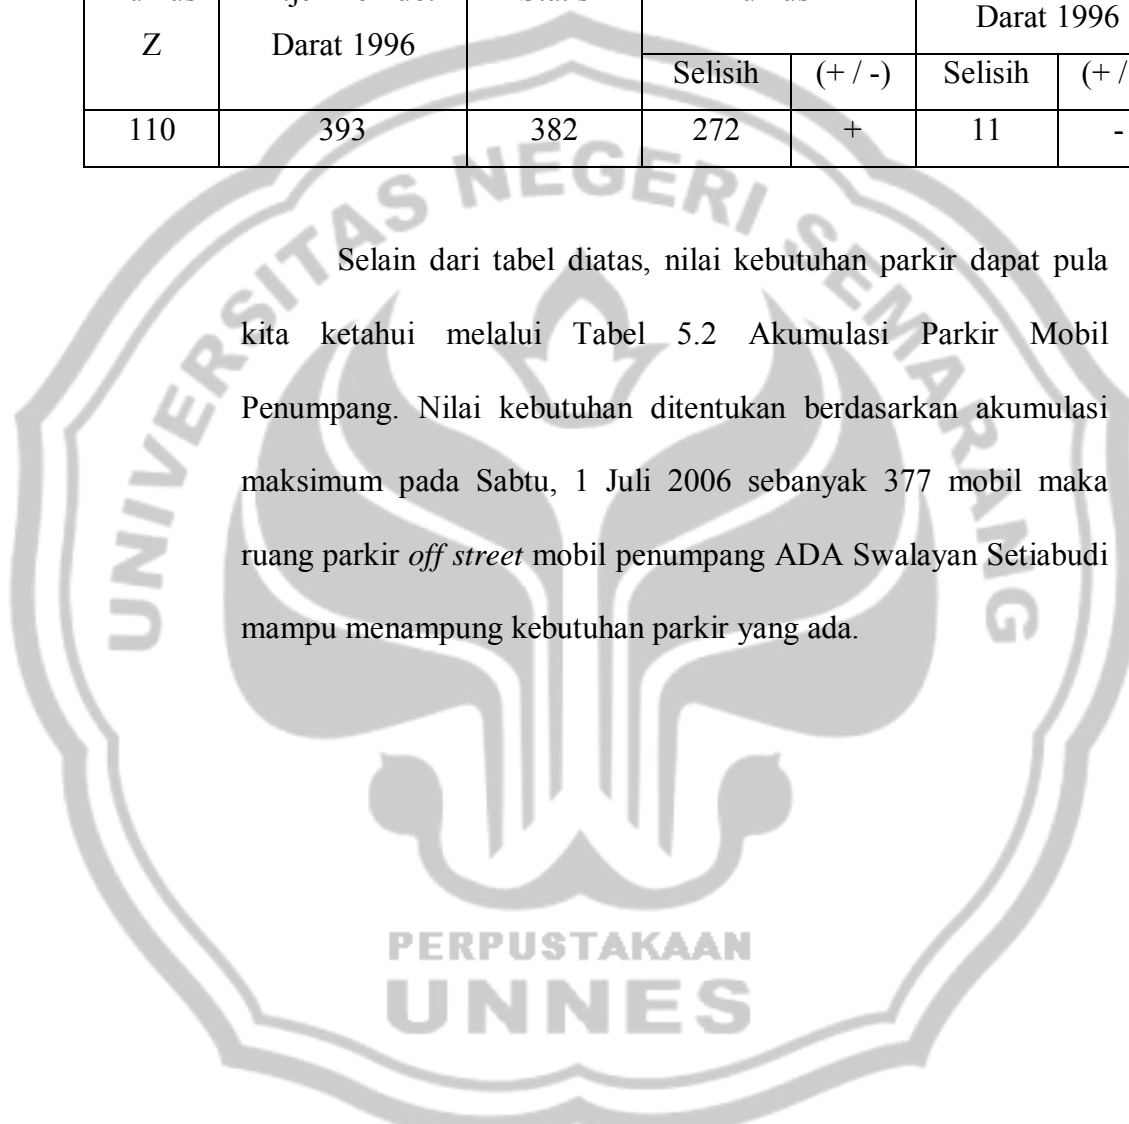 Darat 1996
Z Darat 1996
Selisih (+ / -) Selisih (+ /
110 393 382 272 + 11 -
UNIVERSITAS NEGERI SEMARANG
Selain dari tabel diatas, nilai kebutuhan parkir dapat pula
kita ketahui melalui Tabel 5.2 Akumulasi Parkir Mobil
Penumpang. Nilai kebutuhan ditentukan berdasarkan akumulasi
maksimum pada Sabtu, 1 Juli 2006 sebanyak 377 mobil maka
ruang parkir off street mobil penumpang ADA Swalayan Setiabudi
mampu menampung kebutuhan parkir yang ada.
PERPUSTAKAAN
UNNES